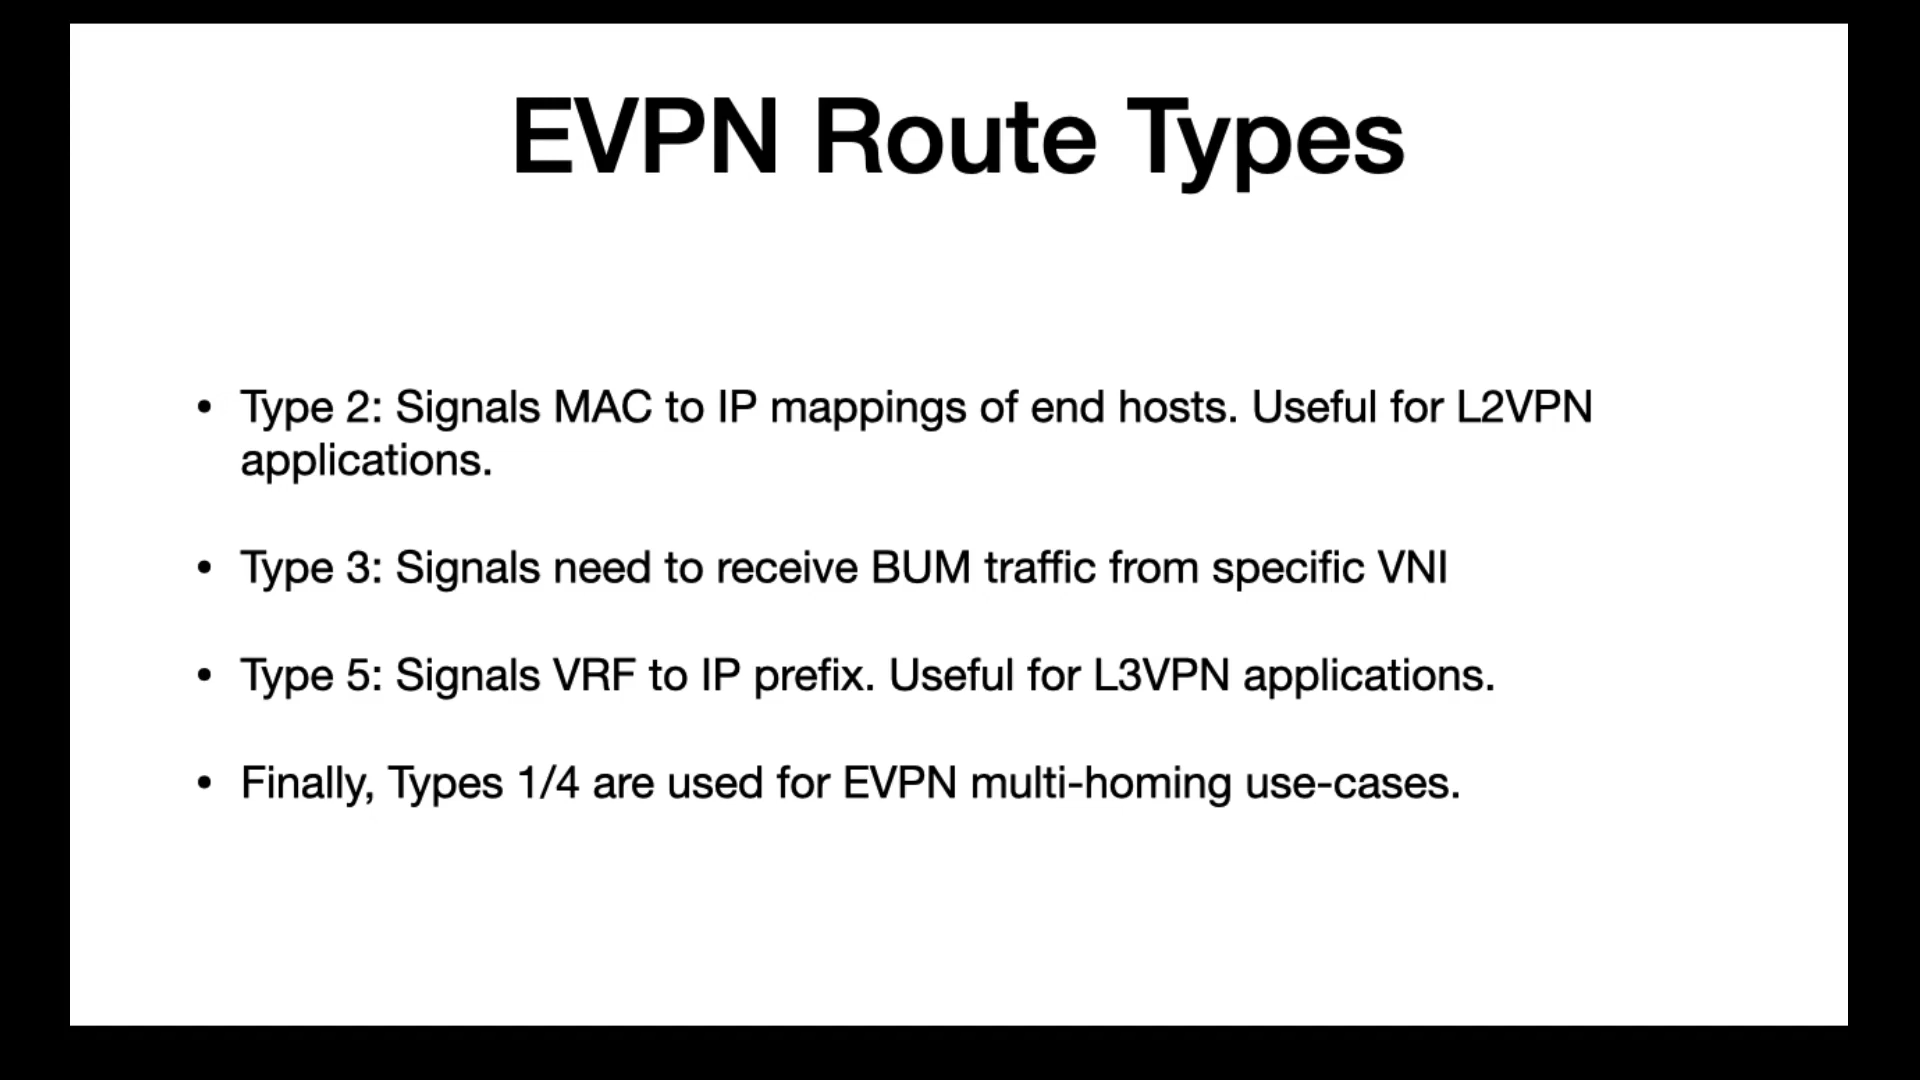 EVPN Route Types
• Type 2: Signals MAC to IP mappings of end hosts. Useful for L2VPN
applications.
• Type 3: Signals need to receive BUM traffic from specific VNI
• Type 5: Signals VRF to IP prefix. Useful for L3VPN applications.
• Finally, Types 1/4 are used for EVPN multi-homing use-cases.